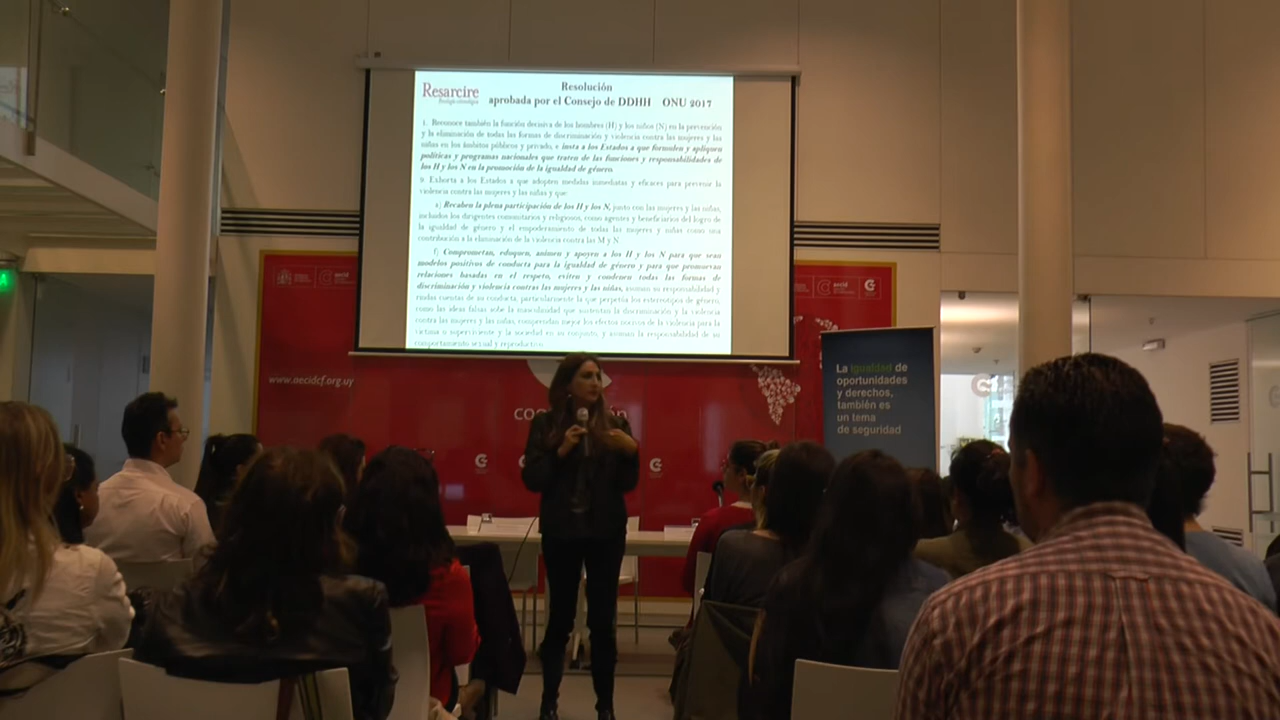 Resarcire
Resolución
aprobada por el Consejo de DDHH ONU 2017
1. Reconoce también la función decisiva de los hombres (H) y los niños (N) en la prevención
y la eliminación de todas las formas de discriminación y violencia contra las mujeres y las
niñas en los ámbitos públicos y privado, e insta a los Estados a que formulen y apliquen
políticas y programas nacionales que traten de las funciones y responsabilidades de
los H y los N en la promoción de la igualdad de género.
9. Exhorta a los Estados a que adopten medidas inmediatas y eficaces para prevenir la
violencia contra las mujeres y las niñas y que
a) Recaben la plena participación de los H y los N, junto con las mujeres y las niñas,
incluidos los dirigentes comunitarios y religiosos, como agentes y beneficiarios del logro de
la igualdad de género y el empoderamiento de todas las mujeres y niñas como una
contribución a la eliminación de la violencia contra las M y N.
f) Comprometan, eduquen, animen y apoyen a los H y los N para que sean
modelos positivos de conducta para la igualdad de género y para que promuevan
relaciones basadas en el respeto, eviten y condenen todas las formas de
discriminación y violencia contras las mujeres y las niñas, asuman su responsabilidad y
rindas cuentas de su conducta, particularmente la que perpetúa los estereotipos de género,
como las ideas falsas sobe la masculinidad que sustentan la discriminación y la violencia
contra las mujeres y las niñas, comprendan mejor los efectos nocivos de la violencia para la
víctima o superviviente y la sociedad en su conjunto, y asuman la responsabilidad de su
comportamiento sexual y reproductivo
aecid
www.aecidcf.org.uy
La igualdad de
oportunidades
y derechos,
también es
un tema
de seguridad